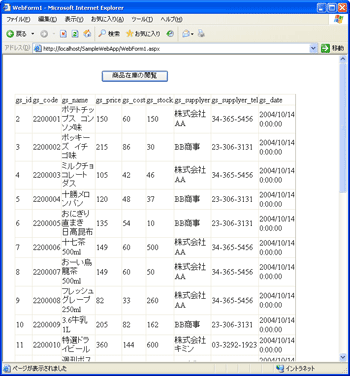 WebForm1 - Microsoft Internet Explorer
ファイル(F) 編集(E) 表示(V) お気に入り(A) ツール(T) ヘルプ(H)
戻る 検索 お気に入り
アドレス(D) http://localhost/SampleWebApp/WebForm1.aspx 移動
商品在庫の閲覧
gs_id gs_code gs_name gs_price gs_cost gs_stock gs_supplyer gs_supplyer_tel gs_date
2 2200001 ポテトチップス コンソメ味 150 60 150 株式会社AA 34-365-5456 2004/10/14 0:00:00
3 2200002 ポッキーズ イチゴ味 215 86 30 BB商事 23-306-3131 2004/10/14 0:00:00
4 2200003 ミルクチョコレートダス 105 42 46 株式会社AA 34-365-5456 2004/10/14 0:00:00
5 2200004 十勝メロンパン 120 48 37 BB商事 23-306-3131 2004/10/14 0:00:00
6 2200005 おにぎり直まき 日高昆布 135 54 10 BB商事 23-306-3131 2004/10/14 0:00:00
7 2200006 十七茶 500ml 149 60 500 株式会社AA 34-365-5456 2004/10/14 0:00:00
8 2200007 おーい烏龍茶 500ml 149 60 50 株式会社AA 34-365-5456 2004/10/14 0:00:00
9 2200008 フレッシュグレープ 250ml 82 33 260 株式会社AA 34-365-5456 2004/10/14 0:00:00
10 2200009 3.6牛乳 1L 205 82 162 BB商事 23-306-3131 2004/10/14 0:00:00
11 2200010 特選ドライビール 360 144 600 株式会社キミン 03-3292-1923 2004/10/14 0:00:00
週刊ポス 株式会社 2004/10/14
ページが表示されました イントラネット